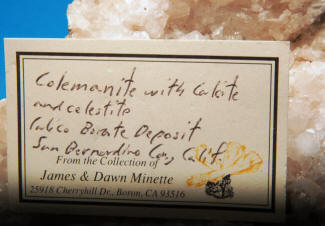 Colemanite with Calcite
and celestite
Calico Borate Deposit
San Bernardino Co., Calif.
From the Collection of
James & Dawn Minette
25918 Cherryhill Dr., Boron, CA 93516